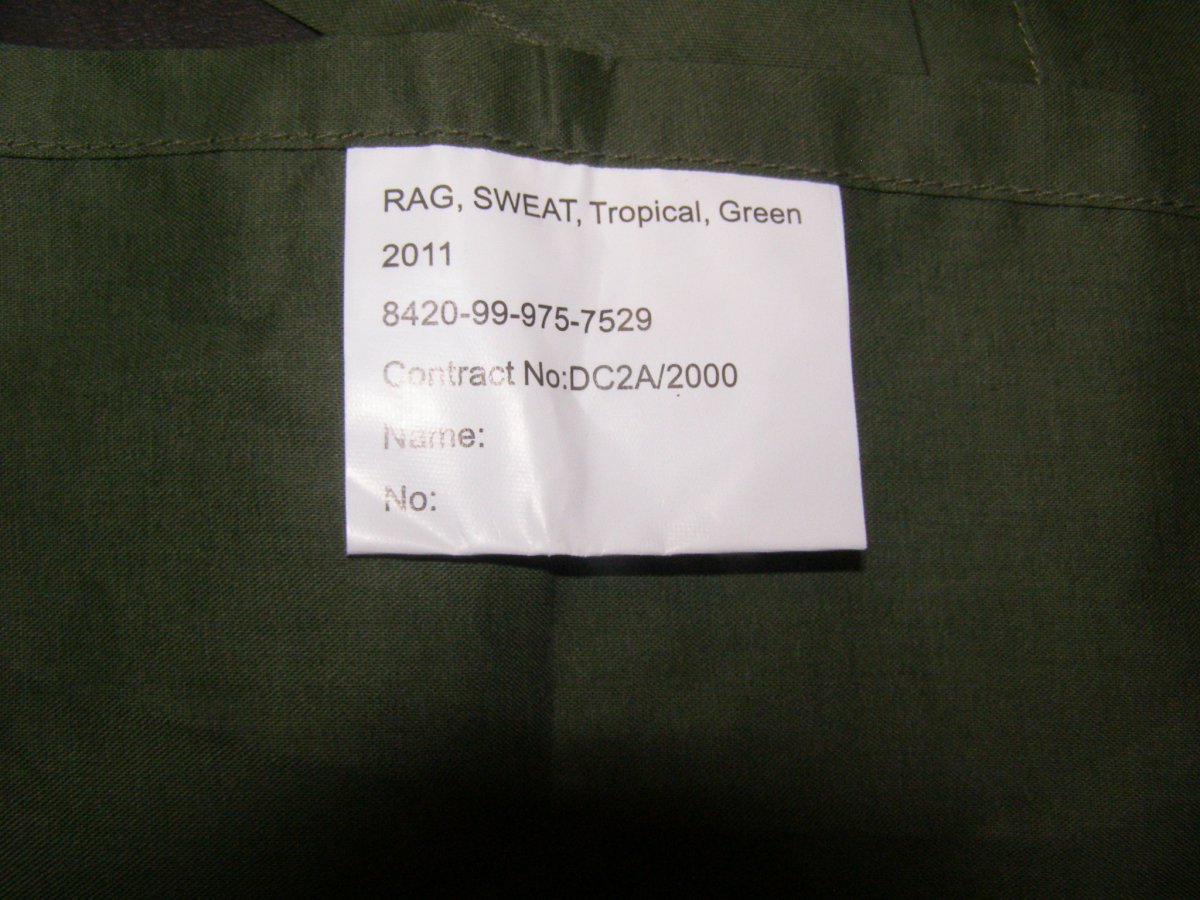 RAG, SWEAT, Tropical, Green
2011
8420-99-975-7529
Contract No:DC2A/2000
Name:
No: